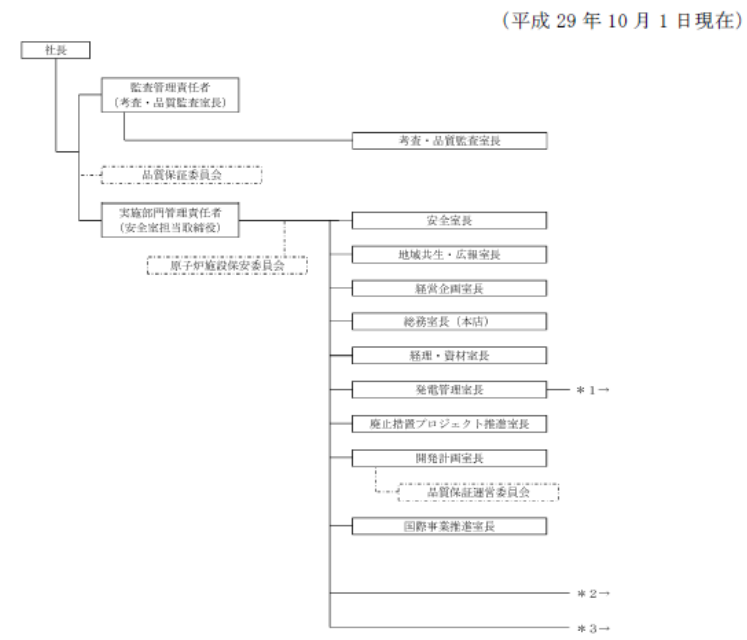 （平成 29 年 10 月 1 日現在）
社長
監査管理責任者
（考査・品質監査室長）
考査・品質監査室長
品質保証委員会
実施部門管理責任者
（安全室担当取締役）
安全室長
原子炉施設保安委員会
地域共生・広報室長
経営企画室長
総務室長（本店）
経理・資材室長
発電管理室長
＊1→
廃止措置プロジェクト推進室長
開発計画室長
品質保証運営委員会
国際事業推進室長
＊2→
＊3→